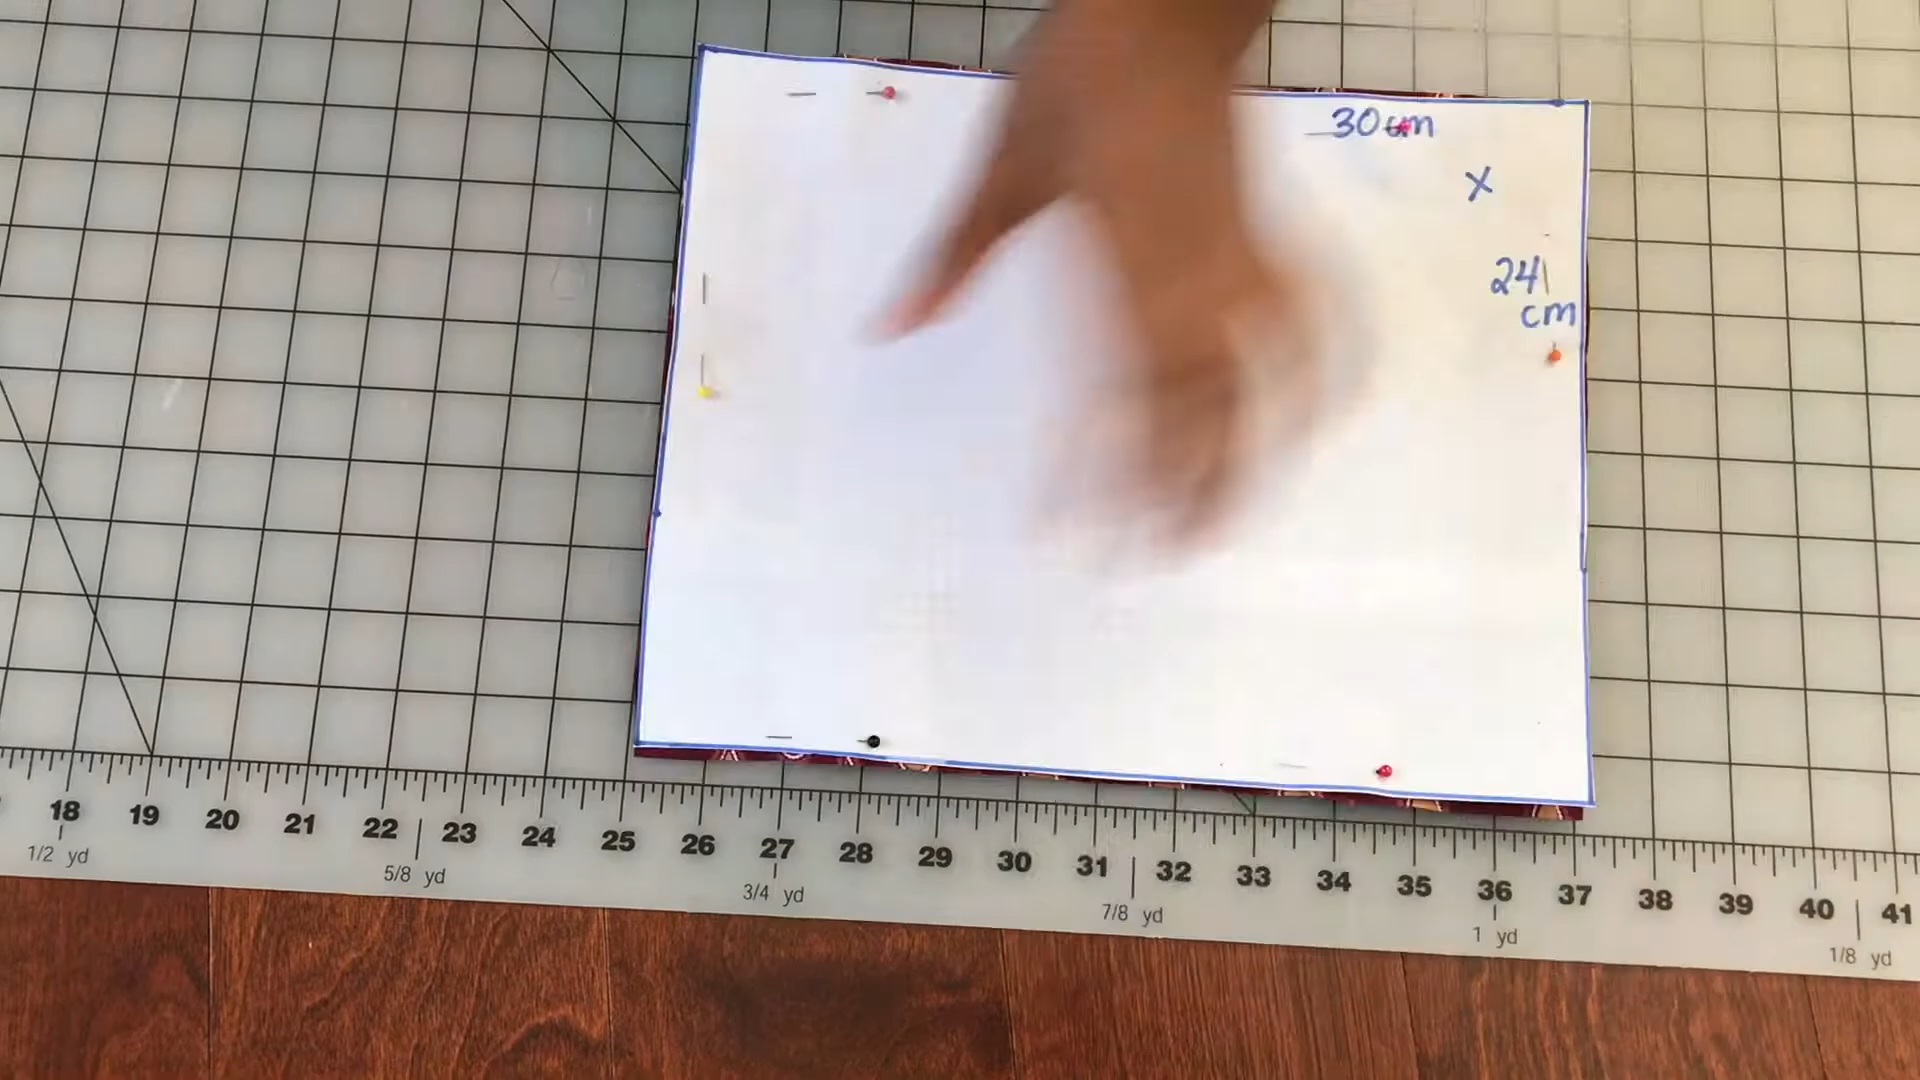 30cm
x
24
cm
18 19 20 21 22 23 24 25 26 27 28 29 30 31 32 33 34 35 36 37 38 39 40 41
1/2 yd 5/8 yd 3/4 yd 7/8 yd 1 yd 1/8 yd